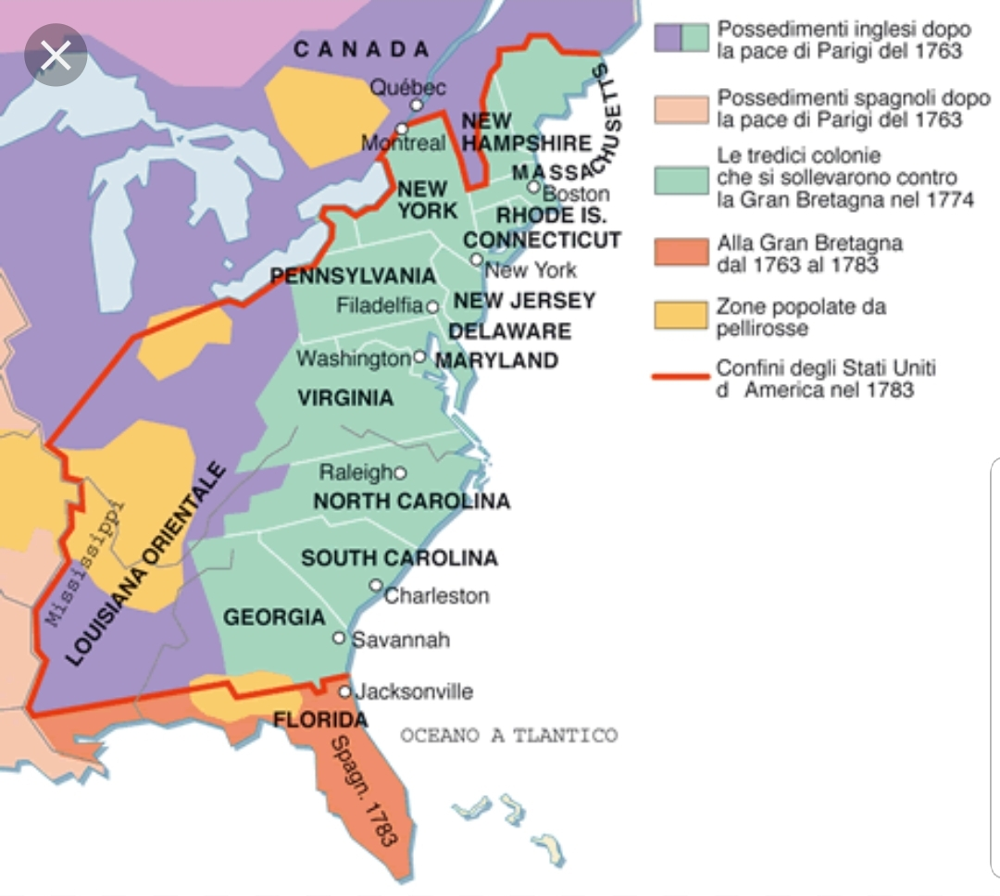 CANADA
Québec
Montreal
NEW
HAMPSHIRE
MASSACHUSETTS
Boston
NEW
YORK
RHODE IS.
CONNECTICUT
New York
PENNSYLVANIA
Filadelfia
NEW JERSEY
DELAWARE
Washington
MARYLAND
VIRGINIA
Raleigh
NORTH CAROLINA
SOUTH CAROLINA
Charleston
GEORGIA
Savannah
Mississippi
LOUISIANA ORIENTALE
Jacksonville
FLORIDA
Spagn. 1783
OCEANO A TLANTICO
Possedimenti inglesi dopo
la pace di Parigi del 1763
Possedimenti spagnoli dopo
la pace di Parigi del 1763
Le tredici colonie
che si sollevarono contro
la Gran Bretagna nel 1774
Alla Gran Bretagna
dal 1763 al 1783
Zone popolate da
pellirosse
Confini degli Stati Uniti
d America nel 1783